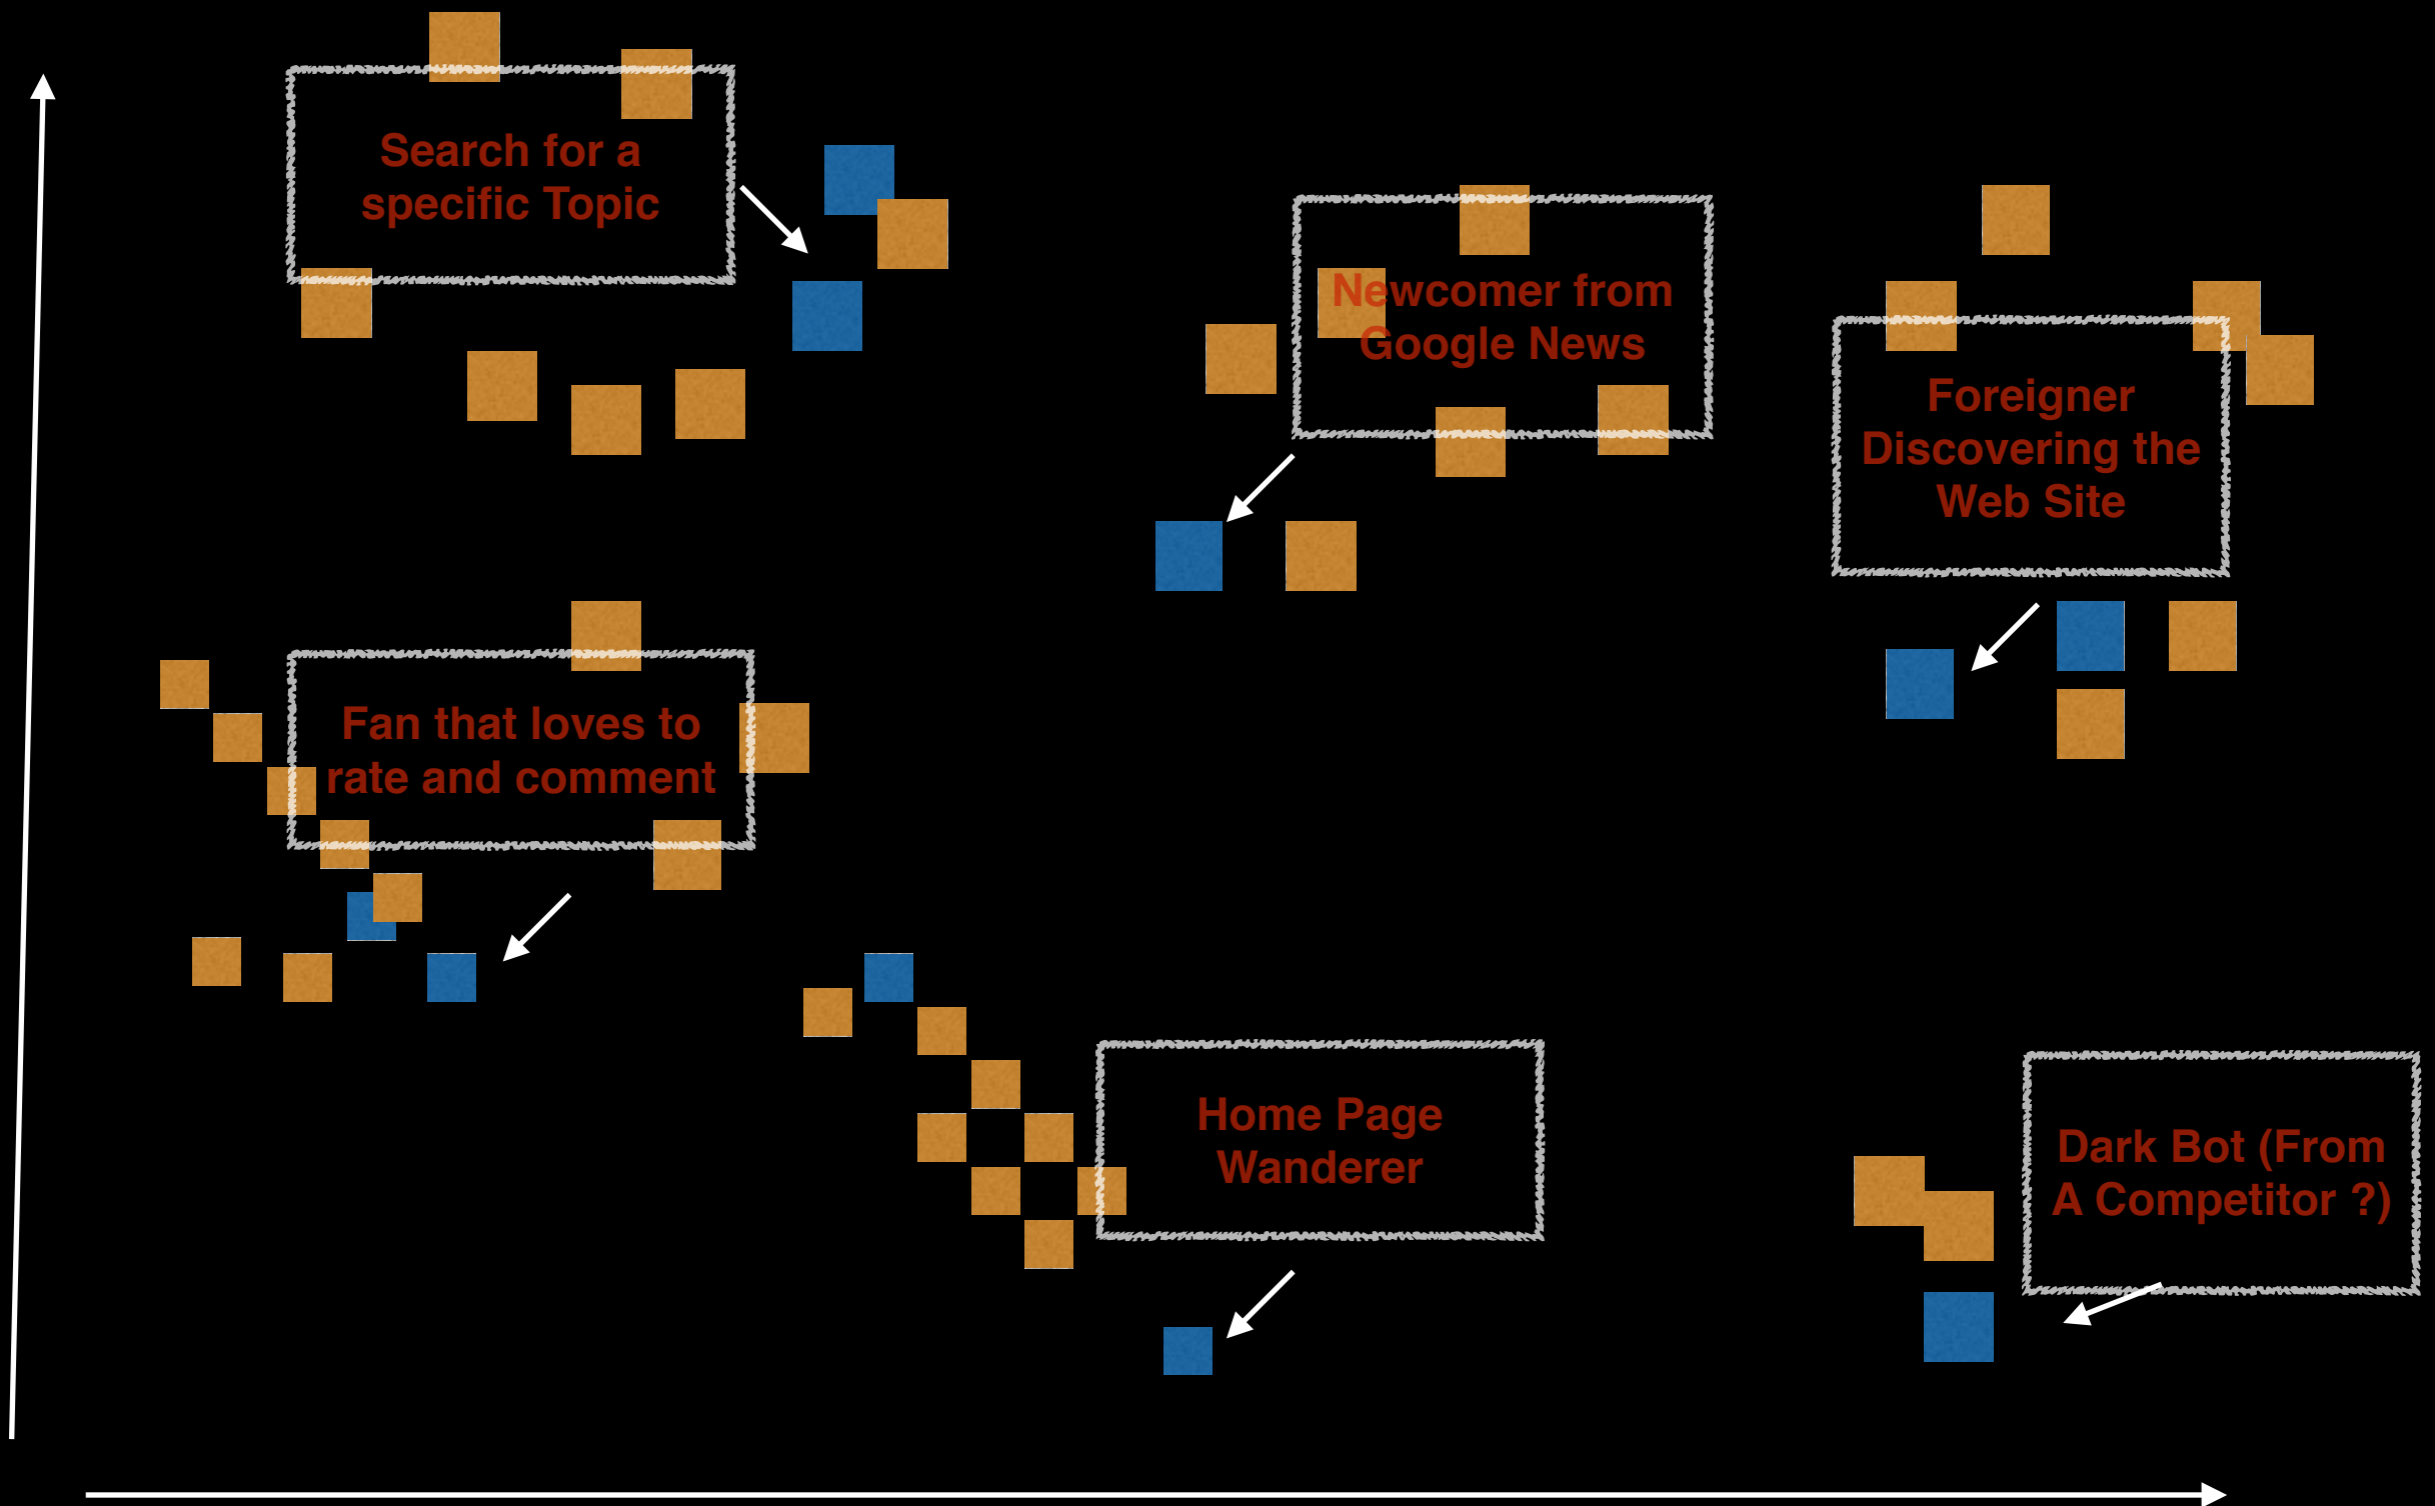 Search for a
specific Topic
Newcomer from
Google News
Foreigner
Discovering the
Web Site
Fan that loves to
rate and comment
Home Page
Wanderer
Dark Bot (From
A Competitor ?)